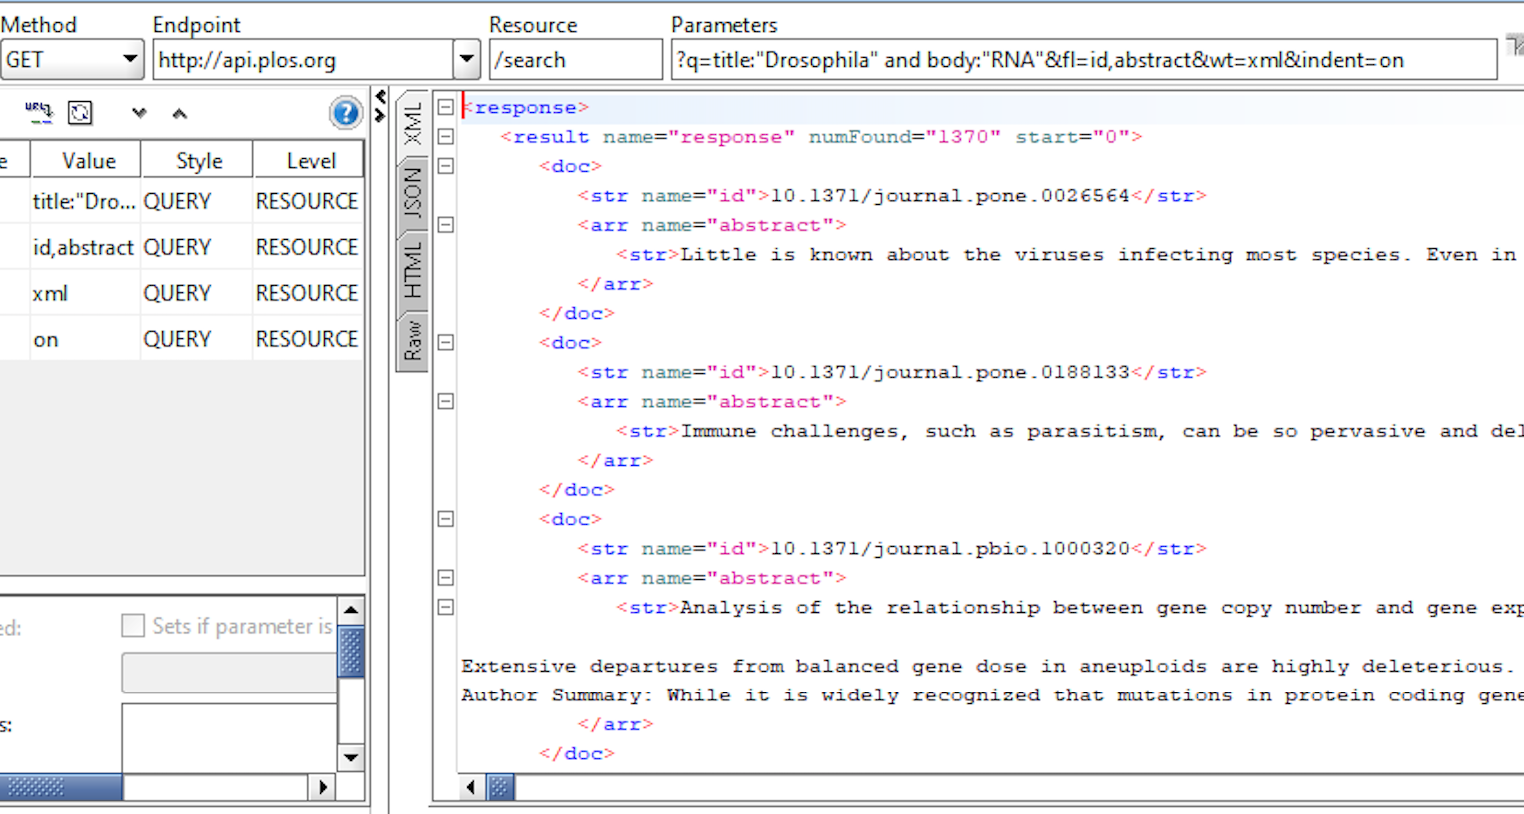 Method Endpoint Resource Parameters
GET http://api.plos.org /search ?q=title:"Drosophila" and body:"RNA"&fl=id,abstract&wt=xml&indent=on
e Value Style Level
title:"Dro... QUERY RESOURCE
id,abstract QUERY RESOURCE
xml QUERY RESOURCE
on QUERY RESOURCE
ed: Sets if parameter is
s:
XML
JSON
HTML
Raw
<response>
<result name="response" numFound="1370" start="0">
<doc>
<str name="id">10.1371/journal.pone.0026564</str>
<arr name="abstract">
<str>Little is known about the viruses infecting most species. Even in
</arr>
</doc>
<doc>
<str name="id">10.1371/journal.pone.0188133</str>
<arr name="abstract">
<str>Immune challenges, such as parasitism, can be so pervasive and del
</arr>
</doc>
<doc>
<str name="id">10.1371/journal.pbio.1000320</str>
<arr name="abstract">
<str>Analysis of the relationship between gene copy number and gene exp
Extensive departures from balanced gene dose in aneuploids are highly deleterious.
Author Summary: While it is widely recognized that mutations in protein coding gene
</arr>
</doc>